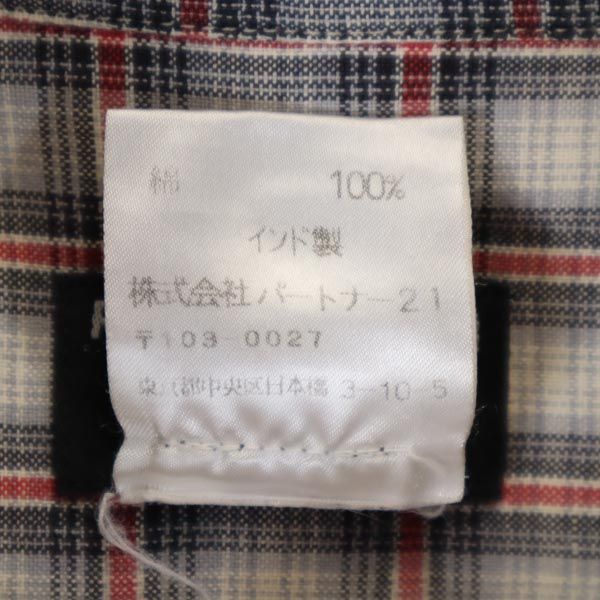 綿 100%
インド製
株式会社パートナー21
〒103-0027
東京都中央区日本橋 3-10-5